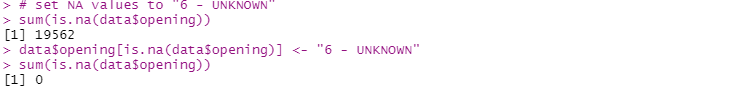 > # set NA values to "6 - UNKNOWN"
> sum(is.na(data$opening))
[1] 19562
> data$opening[is.na(data$opening)] <- "6 - UNKNOWN"
> sum(is.na(data$opening))
[1] 0